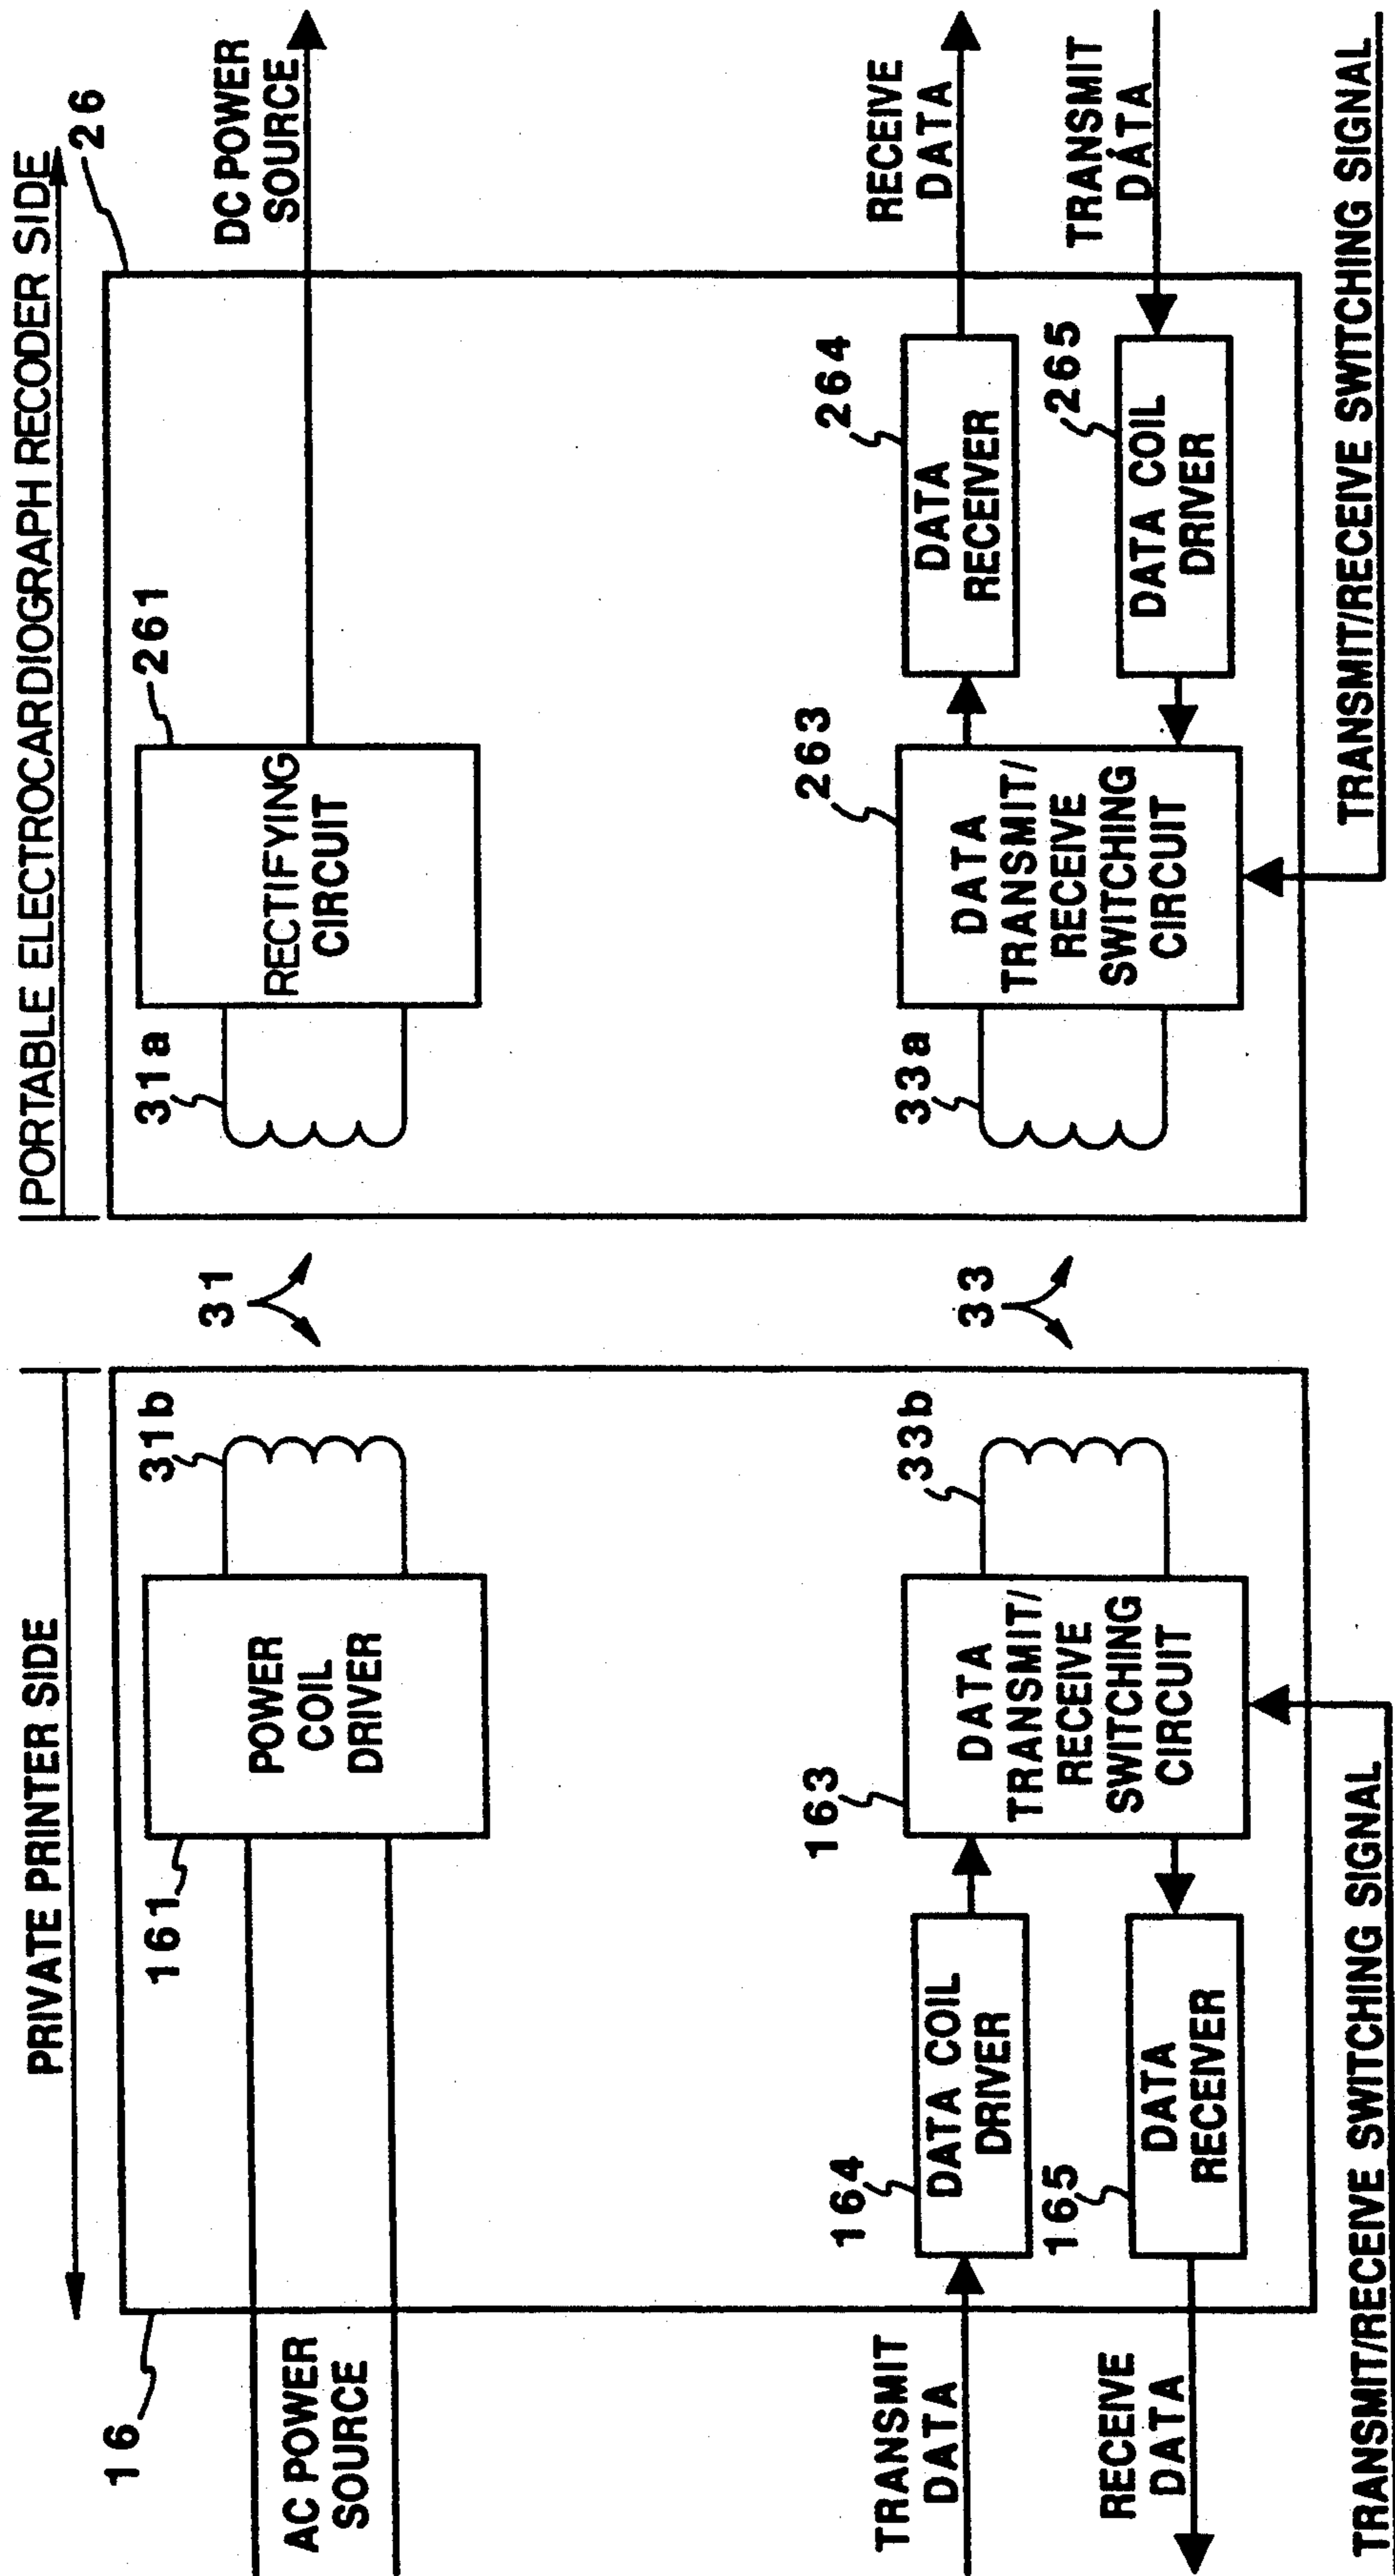 PRIVATE PRINTER SIDE
PORTABLE ELECTROCARDIOGRAPH RECODER SIDE
16
26
161
31b
31
31a
261
AC POWER
SOURCE
POWER
COIL
DRIVER
RECTIFYING
CIRCUIT
DC POWER
SOURCE
164
163
33b
33
33a
263
264
TRANSMIT
DATA
DATA COIL
DRIVER
DATA
TRANSMIT/
RECEIVE
SWITCHING
CIRCUIT
DATA
TRANSMIT/
RECEIVE
SWITCHING
CIRCUIT
DATA
RECEIVER
RECEIVE
DATA
165
265
RECEIVE
DATA
DATA
RECEIVER
DATA COIL
DRIVER
TRANSMIT
DATA
TRANSMIT/RECEIVE SWITCHING SIGNAL
TRANSMIT/RECEIVE SWITCHING SIGNAL